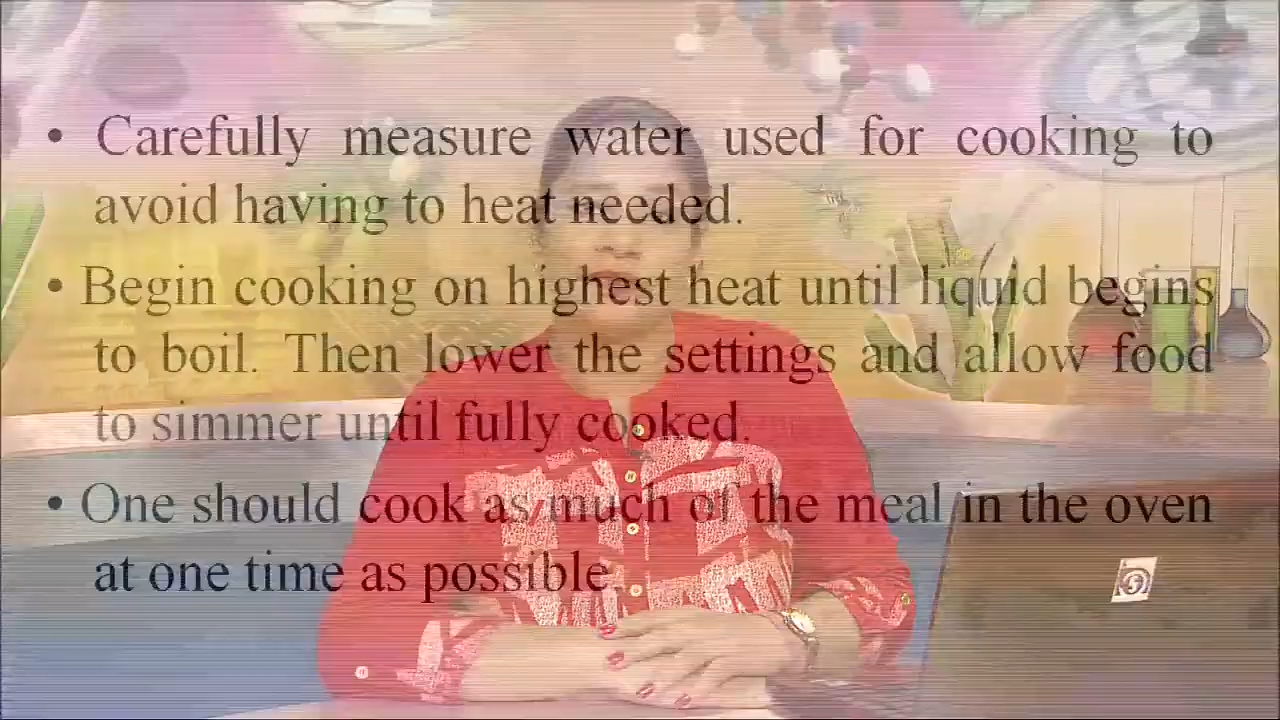 • Carefully measure water used for cooking to
avoid having to heat needed.
• Begin cooking on highest heat until liquid begins
to boil. Then lower the settings and allow food
to simmer until fully cooked.
• One should cook as much of the meal in the oven
at one time as possible.